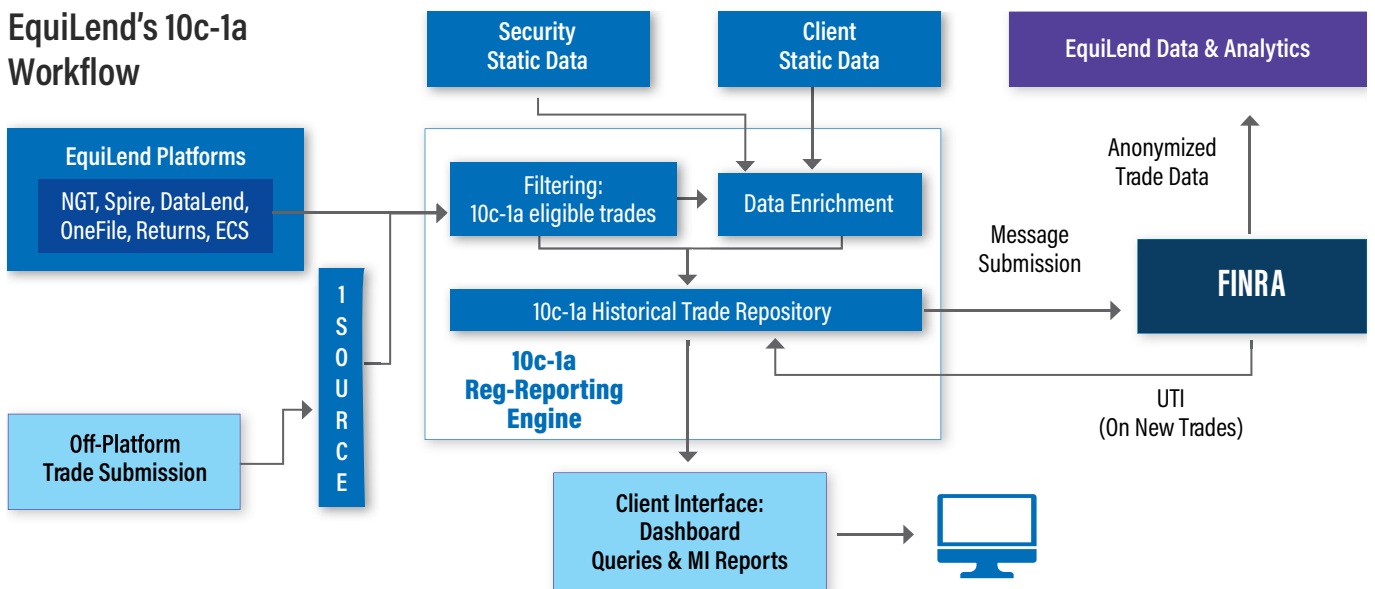 EquiLend's 10c-1a
Workflow
Security
Static Data
Client
Static Data
EquiLend Data & Analytics
EquiLend Platforms
NGT, Spire, DataLend,
OneFile, Returns, ECS
Filtering:
10c-1a eligible trades
Data Enrichment
Anonymized
Trade Data
Message
Submission
FINRA
1
S
O
U
R
C
E
10c-1a Historical Trade Repository
10c-1a
Reg-Reporting
Engine
UTI
(On New Trades)
Off-Platform
Trade Submission
Client Interface:
Dashboard
Queries & MI Reports